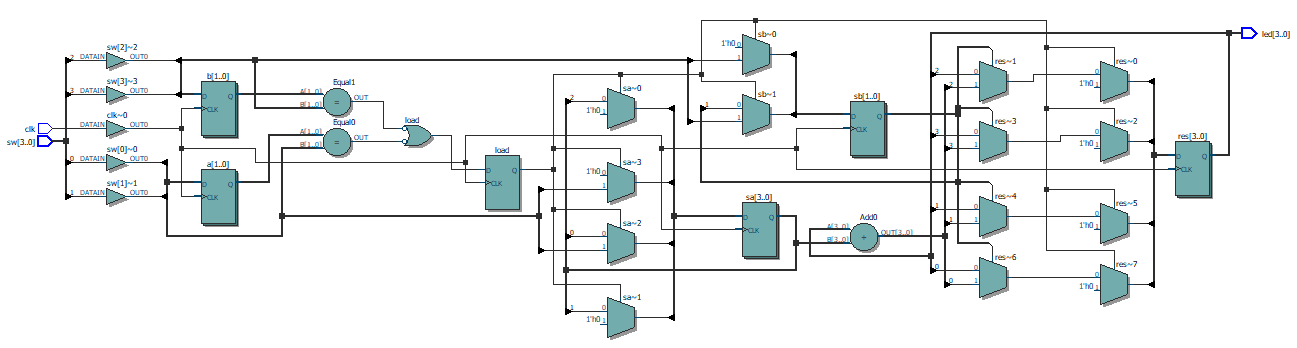 clk
sw[3..0]
2 DATAIN OUT0
sw[2]~2
3 DATAIN OUT0
sw[3]~3
DATAIN OUT0
clk~0
0 DATAIN OUT0
sw[0]~0
1 DATAIN OUT0
sw[1]~1
b[1..0]
D Q
CLK
a[1..0]
D Q
CLK
Equal1
A[1..0]
B[1..0]
=
OUT
Equal0
A[1..0]
B[1..0]
=
OUT
load
load
D Q
CLK
sa~0
2 0
1'h0 1
sa~3
1'h0 0
1
sa~2
0 0
1
sa~1
1 0
1'h0 1
sb~0
1'h0 0
1
sb~1
1 0
1
sa[3..0]
D Q
CLK
sb[1..0]
D Q
CLK
Add0
A[3..0]
B[3..0]
+
OUT[3..0]
res~1
2 0
2 1
res~3
3 0
3 1
res~4
1 0
1 1
res~6
0 0
0 1
res~0
0
1'h0 1
res~2
0
1'h0 1
res~5
0
1'h0 1
res~7
0
1'h0 1
res[3..0]
D Q
CLK
led[3..0]